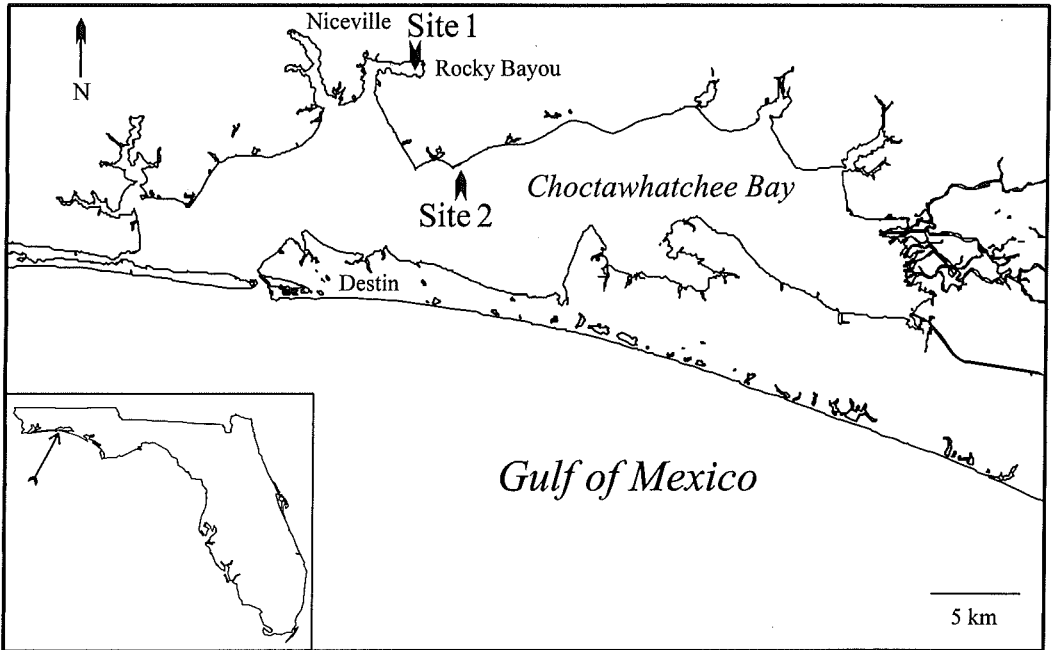 Niceville
Site 1
Rocky Bayou
N
Choctawhatchee Bay
Site 2
Destin
Gulf of Mexico
5 km